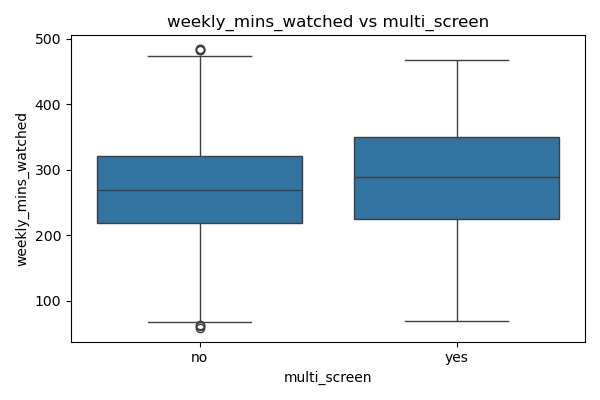 weekly_mins_watched vs multi_screen
500
400
300
200
100
weekly_mins_watched
no
yes
multi_screen